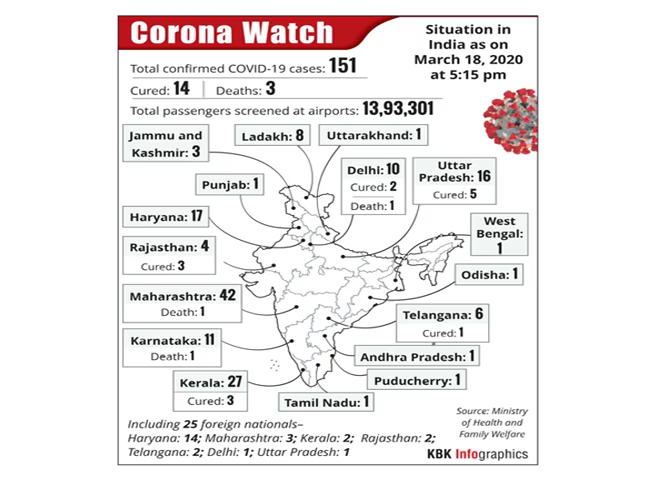 Corona Watch
Situation in
India as on
March 18, 2020
at 5:15 pm
Total confirmed COVID-19 cases: 151
Cured: 14 | Deaths: 3
Total passengers screened at airports: 13,93,301
Jammu and
Kashmir: 3
Ladakh: 8
Uttarakhand: 1
Punjab: 1
Delhi: 10
Cured: 2
Death: 1
Uttar
Pradesh: 16
Cured: 5
Haryana: 17
West
Bengal:
1
Rajasthan: 4
Cured: 3
Odisha: 1
Maharashtra: 42
Death: 1
Telangana: 6
Cured: 1
Karnataka: 11
Death: 1
Andhra Pradesh: 1
Puducherry: 1
Kerala: 27
Cured: 3
Tamil Nadu: 1
Including 25 foreign nationals–
Haryana: 14; Maharashtra: 3; Kerala: 2; Rajasthan: 2;
Telangana: 2; Delhi: 1; Uttar Pradesh: 1
Source: Ministry
of Health and
Family Welfare
KBK Infographics